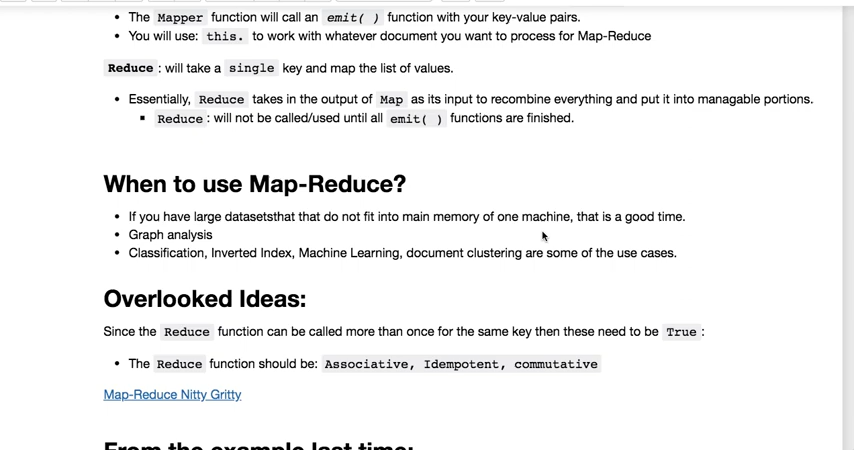 The Mapper function will call an emit( ) function with your key-value pairs.
You will use: this. to work with whatever document you want to process for Map-Reduce
Reduce : will take a single key and map the list of values.
Essentially, Reduce takes in the output of Map as its input to recombine everything and put it into managable portions.
Reduce : will not be called/used until all emit( ) functions are finished.
When to use Map-Reduce?
If you have large datasetsthat that do not fit into main memory of one machine, that is a good time.
Graph analysis
Classification, Inverted Index, Machine Learning, document clustering are some of the use cases.
Overlooked Ideas:
Since the Reduce function can be called more than once for the same key then these need to be True :
The Reduce function should be: Associative, Idempotent, commutative
Map-Reduce Nitty Gritty
From the example last time: